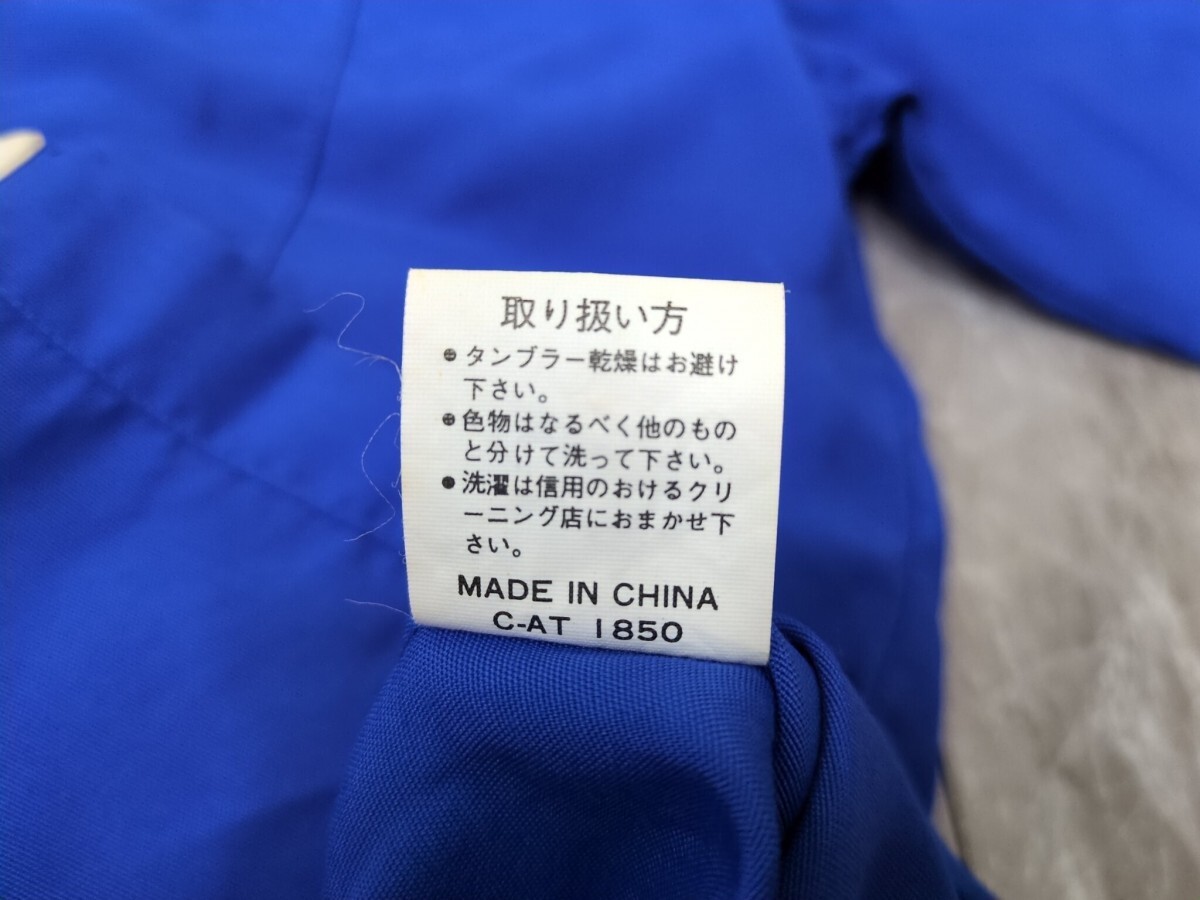 取り扱い方
●タンブラー乾燥はお避け
下さい。
●色物はなるべく他のもの
と分けて洗って下さい。
●洗濯は信用のおけるクリ
ーニング店におまかせ下
さい。
MADE IN CHINA
C-AT 1850